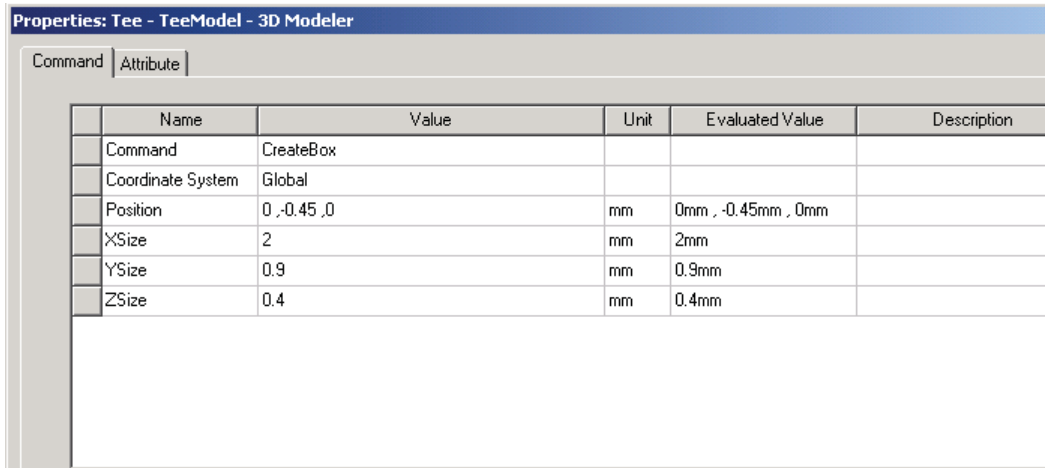 Properties: Tee - TeeModel - 3D Modeler
Command Attribute
Name Value Unit Evaluated Value Description
Command CreateBox
Coordinate System Global
Position 0 ,-0.45 ,0 mm 0mm , -0.45mm , 0mm
XSize 2 mm 2mm
YSize 0.9 mm 0.9mm
ZSize 0.4 mm 0.4mm